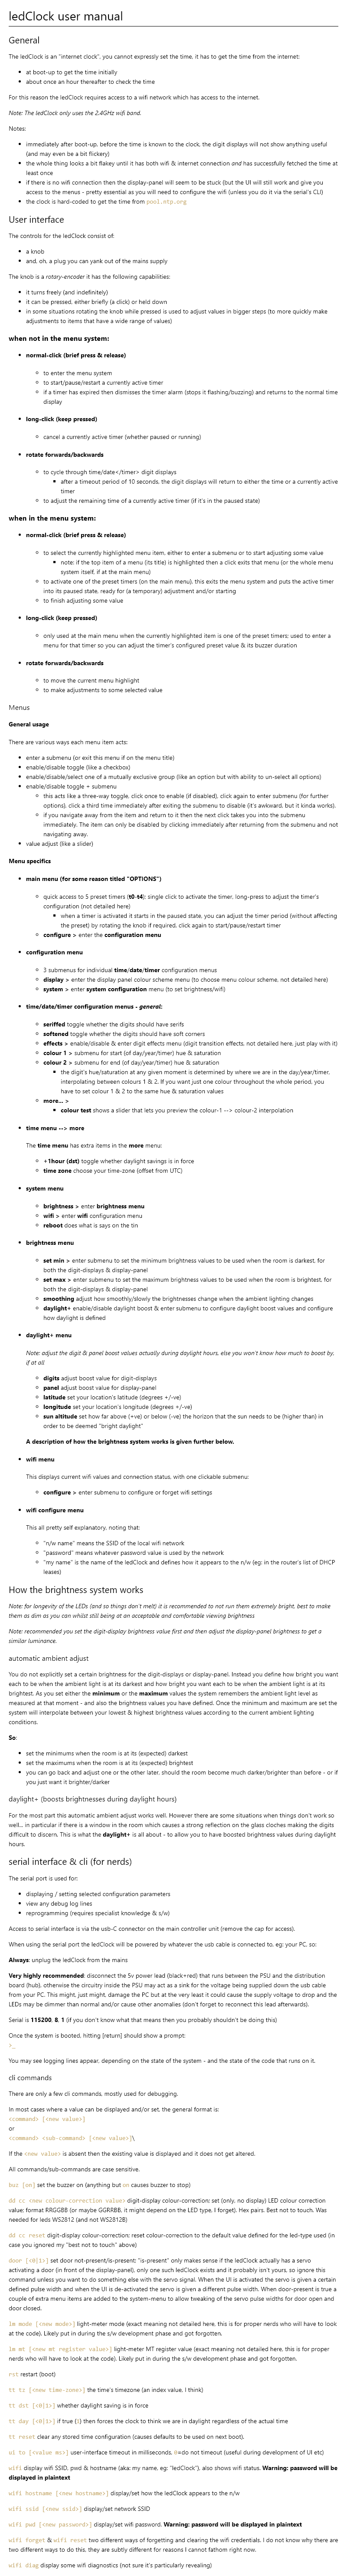 ledClock user manual
General
The ledClock is an "internet clock", you cannot expressly set the time, it has to get the time from the internet:
• at boot-up to get the time initially
• about once an hour thereafter to check the time
For this reason the ledClock requires access to a wifi network which has access to the internet.
Note: The ledClock only uses the 2.4GHz wifi band.
Notes:
• immediately after boot-up, before the time is known to the clock, the digit displays will not show anything useful
(and may even be a bit flickery)
• the whole thing looks a bit flakey until it has both wifi & internet connection and has successfully fetched the time at
least once
• if there is no wifi connection then the display-panel will seem to be stuck (but the UI will still work and give you
access to the menus - pretty essential as you will need to configure the wifi (unless you do it via the serial's CLI)
• the clock is hard-coded to get the time from pool.ntp.org
User interface
The controls for the ledClock consist of:
• a knob
• and, oh, a plug you can yank out of the mains supply
The knob is a rotary-encoder it has the following capabilities:
• it turns freely (and indefinitely)
• it can be pressed, either briefly (a click) or held down
• in some situations rotating the knob while pressed is used to adjust values in bigger steps (to more quickly make
adjustments to items that have a wide range of values)
when not in the menu system:
• normal-click (brief press & release)
◦ to enter the menu system
◦ to start/pause/restart a currently active timer
◦ if a timer has expired then dismisses the timer alarm (stops it flashing/buzzing) and returns to the normal time
display
• long-click (keep pressed)
◦ cancel a currently active timer (whether paused or running)
• rotate forwards/backwards
◦ to cycle through time/date</timer> digit displays
▪ after a timeout period of 10 seconds, the digit displays will return to either the time or a currently active
timer
◦ to adjust the remaining time of a currently active timer (if it's in the paused state)
when in the menu system:
• normal-click (brief press & release)
◦ to select the currently highlighted menu item, either to enter a submenu or to start adjusting some value
▪ note: if the top item of a menu (its title) is highlighted then a click exits that menu (or the whole menu
system itself, if at the main menu)
◦ to activate one of the preset timers (on the main menu), this exits the menu system and puts the active timer
into its paused state, ready for (a temporary) adjustment and/or starting
◦ to finish adjusting some value
• long-click (keep pressed)
◦ only used at the main menu when the currently highlighted item is one of the preset timers; used to enter a
menu for that timer so you can adjust the timer's configured preset value & its buzzer duration
• rotate forwards/backwards
◦ to move the current menu highlight
◦ to make adjustments to some selected value
Menus
General usage
There are various ways each menu item acts:
• enter a submenu (or exit this menu if on the menu title)
• enable/disable toggle (like a checkbox)
• enable/disable/select one of a mutually exclusive group (like an option but with ability to un-select all options)
• enable/disable toggle + submenu
◦ this acts like a three-way toggle, click once to enable (if disabled), click again to enter submenu (for further
options), click a third time immediately after exiting the submenu to disable (it's awkward, but it kinda works).
◦ if you navigate away from the item and return to it then the next click takes you into the submenu
immediately. The item can only be disabled by clicking immediately after returning from the submenu and not
navigating away.
• value adjust (like a slider)
Menu specifics
• main menu (for some reason titled "OPTIONS")
◦ quick access to 5 preset timers (t0-t4): single click to activate the timer, long-press to adjust the timer's
configuration (not detailed here)
▪ when a timer is activated it starts in the paused state, you can adjust the timer period (without affecting
the preset) by rotating the knob if required, click again to start/pause/restart timer
◦ configure > enter the configuration menu
• configuration menu
◦ 3 submenus for individual time/date/timer configuration menus
◦ display > enter the display panel colour scheme menu (to choose menu colour scheme, not detailed here)
◦ system > enter system configuration menu (to set brightness/wifi)
• time/date/timer configuration menus - general:
◦ seriffed toggle whether the digits should have serifs
◦ softened toggle whether the digits should have soft corners
◦ effects > enable/disable & enter digit effects menu (digit transition effects, not detailed here, just play with it)
◦ colour 1 > submenu for start (of day/year/timer) hue & saturation
◦ colour 2 > submenu for end (of day/year/timer) hue & saturation
▪ the digit's hue/saturation at any given moment is determined by where we are in the day/year/timer,
interpolating between colours 1 & 2. If you want just one colour throughout the whole period, you
have to set colour 1 & 2 to the same hue & saturation values
◦ more... >
▪ colour test shows a slider that lets you preview the colour-1 --> colour-2 interpolation
• time menu --> more
The time menu has extra items in the more menu:
◦ +1hour (dst) toggle whether daylight savings is in force
◦ time zone choose your time-zone (offset from UTC)
• system menu
◦ brightness > enter brightness menu
◦ wifi > enter wifi configuration menu
◦ reboot does what is says on the tin
• brightness menu
◦ set min > enter submenu to set the minimum brightness values to be used when the room is darkest, for
both the digit-displays & display-panel
◦ set max > enter submenu to set the maximum brightness values to be used when the room is brightest, for
both the digit-displays & display-panel
◦ smoothing adjust how smoothly/slowly the brightnesses change when the ambient lighting changes
◦ daylight+ enable/disable daylight boost & enter submenu to configure daylight boost values and configure
how daylight is defined
• daylight+ menu
Note: adjust the digit & panel boost values actually during daylight hours, else you won't know how much to boost by,
if at all
◦ digits adjust boost value for digit-displays
◦ panel adjust boost value for display-panel
◦ latitude set your location's latitude (degrees +/-ve)
◦ longitude set your location's longitude (degrees +/-ve)
◦ sun altitude set how far above (+ve) or below (-ve) the horizon that the sun needs to be (higher than) in
order to be deemed "bright daylight"
A description of how the brightness system works is given further below.
• wifi menu
This displays current wifi values and connection status, with one clickable submenu:
◦ configure > enter submenu to configure or forget wifi settings
• wifi configure menu
This all pretty self explanatory, noting that:
◦ "n/w name" means the SSID of the local wifi network
◦ "password" means whatever password value is used by the network
◦ "my name" is the name of the ledClock and defines how it appears to the n/w (eg: in the router's list of DHCP
leases)
How the brightness system works
Note: for longevity of the LEDs (and so things don't melt) it is recommended to not run them extremely bright, best to make
them as dim as you can whilst still being at an acceptable and comfortable viewing brightness
Note: recommended you set the digit-display brightness value first and then adjust the display-panel brightness to get a
similar luminance.
automatic ambient adjust
You do not explicitly set a certain brightness for the digit-displays or display-panel. Instead you define how bright you want
each to be when the ambient light is at its darkest and how bright you want each to be when the ambient light is at its
brightest. As you set either the minimum or the maximum values the system remembers the ambient light level as
measured at that moment - and also the brightness values you have defined. Once the minimum and maximum are set the
system will interpolate between your lowest & highest brightness values according to the current ambient lighting
conditions.
So:
• set the minimums when the room is at its (expected) darkest
• set the maximums when the room is at its (expected) brightest
• you can go back and adjust one or the other later, should the room become much darker/brighter than before - or if
you just want it brighter/darker
daylight+ (boosts brightnesses during daylight hours)
For the most part this automatic ambient adjust works well. However there are some situations when things don't work so
well... in particular if there is a window in the room which causes a strong reflection on the glass cloches making the digits
difficult to discern. This is what the daylight+ is all about - to allow you to have boosted brightness values during daylight
hours.
serial interface & cli (for nerds)
The serial port is used for:
• displaying / setting selected configuration parameters
• view any debug log lines
• reprogramming (requires specialist knowledge & s/w)
Access to serial interface is via the usb-C connector on the main controller unit (remove the cap for access).
When using the serial port the ledClock will be powered by whatever the usb cable is connected to, eg: your PC, so:
Always: unplug the ledClock from the mains
Very highly recommended: disconnect the 5v power lead (black+red) that runs between the PSU and the distribution
board (hub), otherwise the circuitry inside the PSU may act as a sink for the voltage being supplied down the usb cable
from your PC. This might, just might, damage the PC but at the very least it could cause the supply voltage to drop and the
LEDs may be dimmer than normal and/or cause other anomalies (don't forget to reconnect this lead afterwards).
Serial is 115200, 8, 1 (if you don't know what that means then you probably shouldn't be doing this)
Once the system is booted, hitting [return] should show a prompt:
>_
You may see logging lines appear, depending on the state of the system - and the state of the code that runs on it.
cli commands
There are only a few cli commands, mostly used for debugging.
In most cases where a value can be displayed and/or set, the general format is:
<command> [<new value>]
or
<command> <sub-command> [<new value>]\
If the <new value> is absent then the existing value is displayed and it does not get altered.
All commands/sub-commands are case sensitive.
buz [on] set the buzzer on (anything but on causes buzzer to stop)
dd cc <new colour-correction value> digit-display colour-correction: set (only, no display) LED colour correction
value; format RRGGBB (or maybe GGRRBB, it might depend on the LED type, I forget). Hex pairs. Best not to touch. Was
needed for leds WS2812 (and not WS2812B)
dd cc reset digit-display colour-correction; reset colour-correction to the default value defined for the led-type used (in
case you ignored my "best not to touch" above)
door [<0|1>] set door not-present/is-present: "is-present" only makes sense if the ledClock actually has a servo
activating a door (in front of the display-panel), only one such ledClock exists and it probably isn't yours, so ignore this
command unless you want to do something else with the servo signal. When the UI is activated the servo is given a certain
defined pulse width and when the UI is de-activated the servo is given a different pulse width. When door-present is true a
couple of extra menu items are added to the system-menu to allow tweaking of the servo pulse widths for door open and
door closed.
lm mode [<new mode>] light-meter mode (exact meaning not detailed here, this is for proper nerds who will have to look
at the code). Likely put in during the s/w development phase and got forgotten.
lm mt [<new mt register value>] light-meter MT register value (exact meaning not detailed here, this is for proper
nerds who will have to look at the code). Likely put in during the s/w development phase and got forgotten.
rst restart (boot)
tt tz [<new time-zone>] the time's timezone (an index value, I think)
tt dst [<0|1>] whether daylight saving is in force
tt day [<0|1>] if true (1) then forces the clock to think we are in daylight regardless of the actual time
tt reset clear any stored time configuration (causes defaults to be used on next boot).
ui to [<value ms>] user-interface timeout in milliseconds, 0=do not timeout (useful during development of UI etc)
wifi display wifi SSID, pwd & hostname (aka: my name, eg: "ledClock"), also shows wifi status. Warning: password will be
displayed in plaintext
wifi hostname [<new hostname>] display/set how the ledClock appears to the n/w
wifi ssid [<new ssid>] display/set network SSID
wifi pwd [<new password>] display/set wifi password. Warning: password will be displayed in plaintext
wifi forget & wifi reset two different ways of forgetting and clearing the wifi credentials. I do not know why there are
two different ways to do this, they are subtly different for reasons I cannot fathom right now.
wifi diag display some wifi diagnostics (not sure it's particularly revealing)